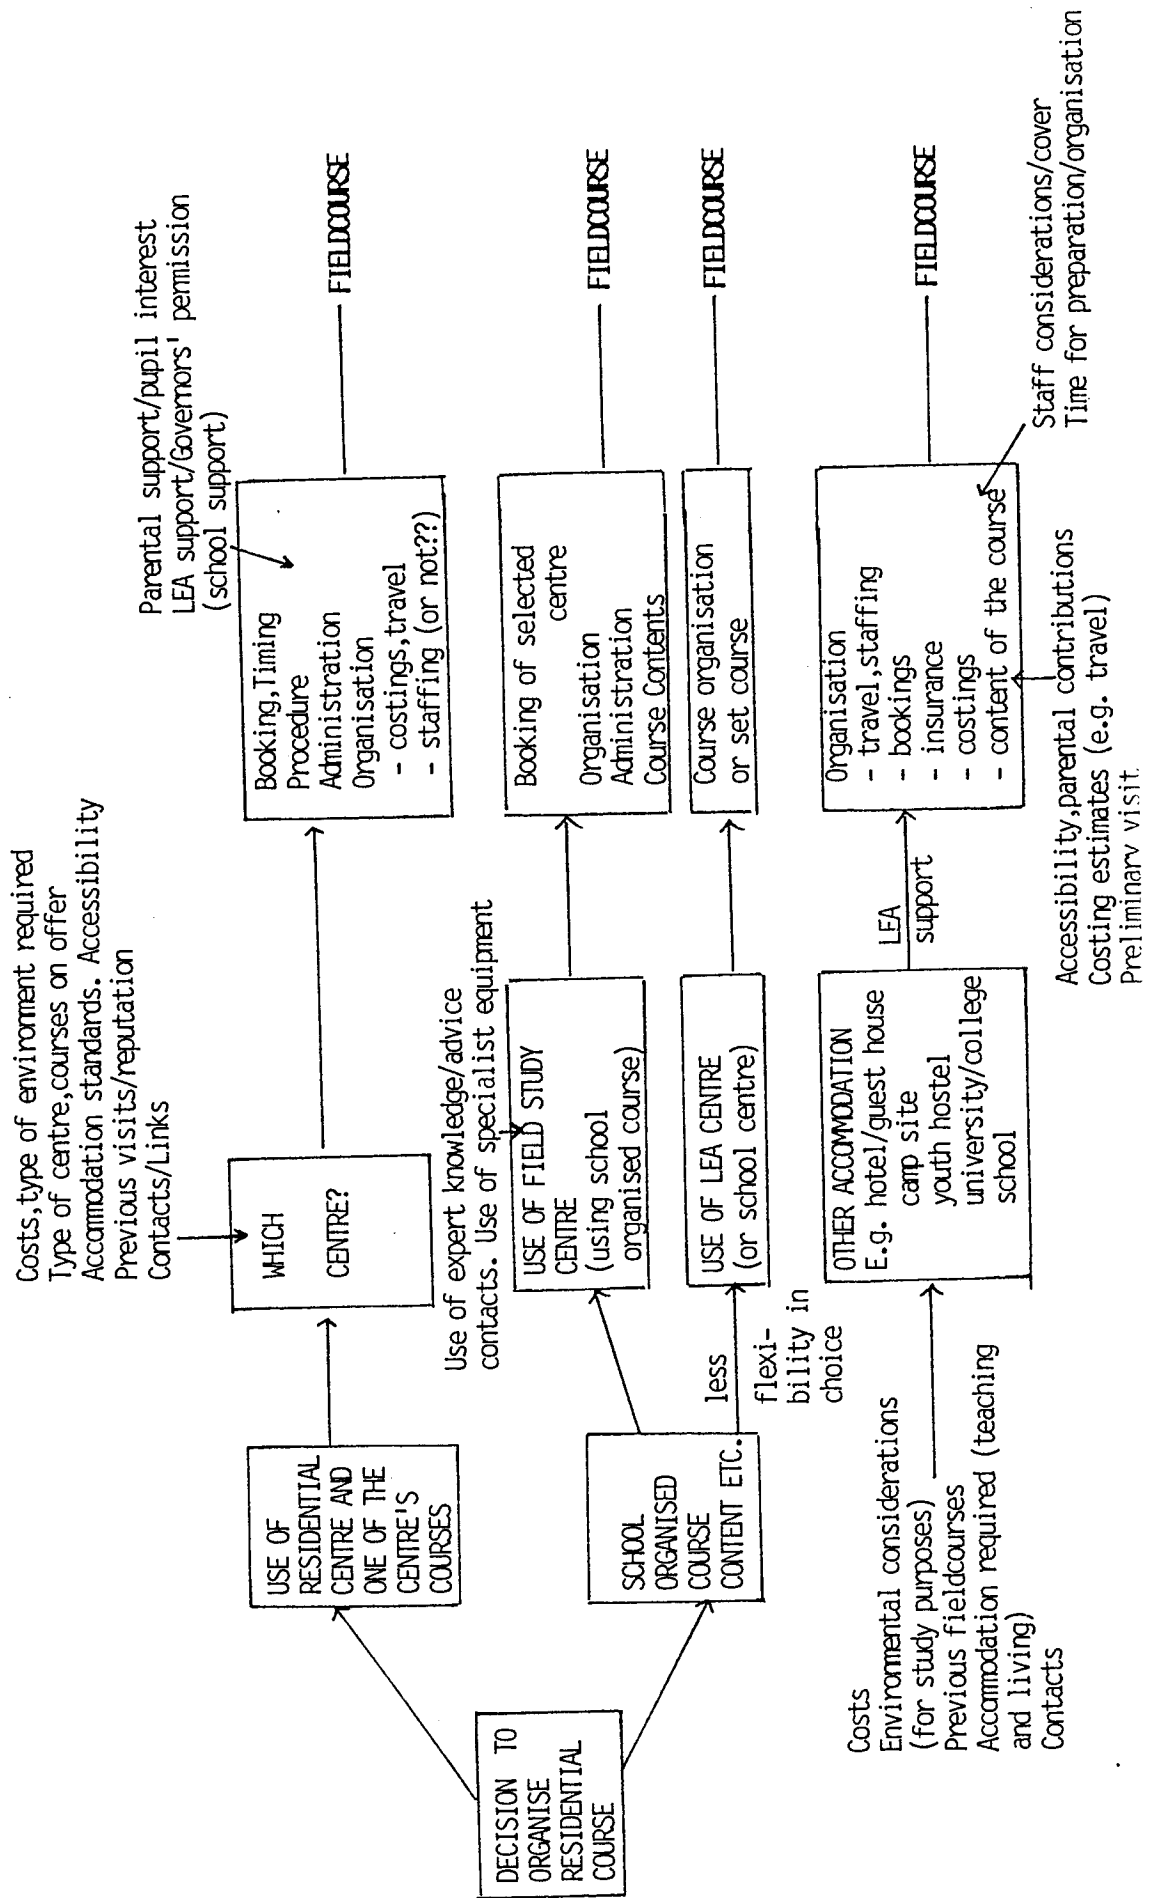 DECISION TO
ORGANISE
RESIDENTIAL
COURSE
USE OF
RESIDENTIAL
CENTRE AND
ONE OF THE
CENTRE'S
COURSES
Costs,type of environment required
Type of centre,courses on offer
Accommodation standards. Accessibility
Previous visits/reputation
Contacts/Links
WHICH
CENTRE?
Parental support/pupil interest
LEA support/Governors' permission
(school support)
Booking,Timing
Procedure
Administration
Organisation
- costings,travel
- staffing (or not??)
FIELDCOURSE
SCHOOL
ORGANISED
COURSE
CONTENT ETC.
Use of expert knowledge/advice
contacts. Use of specialist equipment
USE OF FIELD STUDY
CENTRE
(using school
organised course)
Booking of selected
centre
Organisation
Administration
Course Contents
FIELDCOURSE
less
flexi-
bility in
choice
USE OF LEA CENTRE
(or school centre)
Course organisation
or set course
FIELDCOURSE
Costs
Environmental considerations
(for study purposes)
Previous fieldcourses
Accommodation required (teaching
and living)
Contacts
OTHER ACCOMMODATION
E.g. hotel/guest house
camp site
youth hostel
university/college
school
LEA
support
Organisation
- travel,staffing
- bookings
- insurance
- costings
- content of the course
FIELDCOURSE
Accessibility,parental contributions
Costing estimates (e.g. travel)
Preliminary visit.
Staff considerations/cover
Time for preparation/organisation